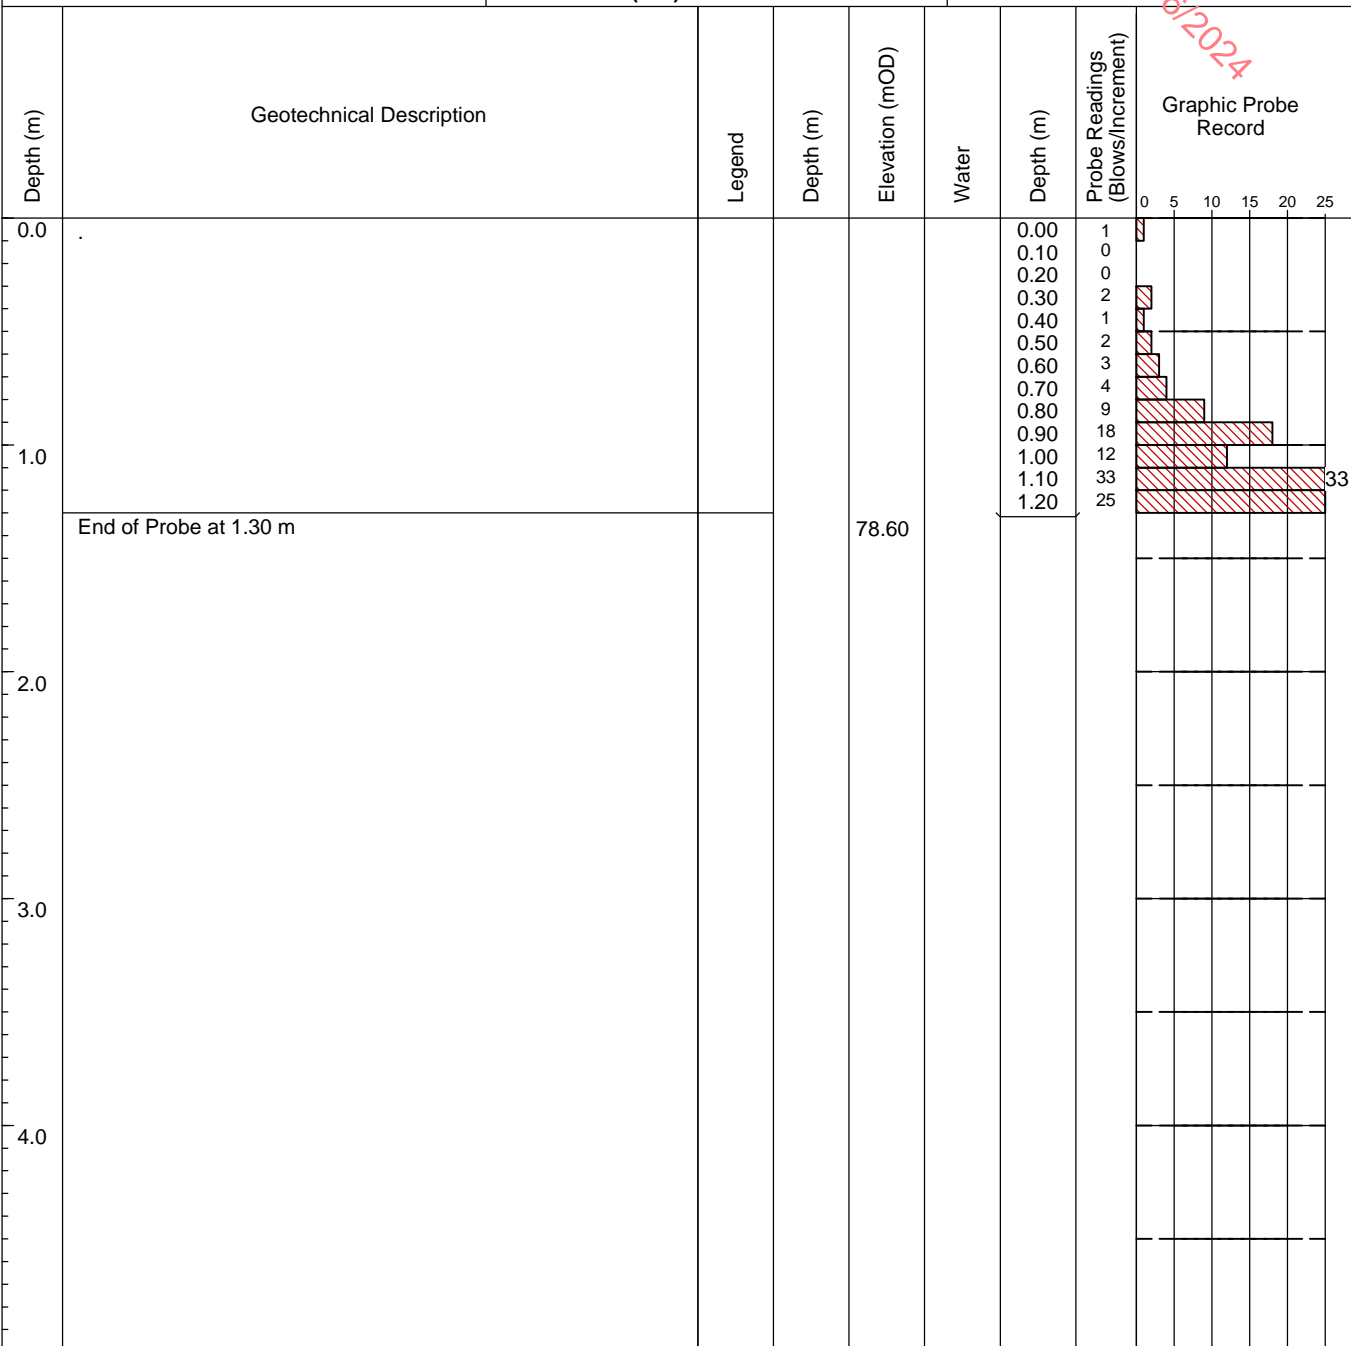 Depth (m)
Geotechnical Description
Legend
Depth (m)
Elevation (mOD)
Water
Depth (m)
Probe Readings
(Blows/Increment)
Graphic Probe
Record
0 5 10 15 20 25
/2024
0.0
.
0.00 1
0.10 0
0.20 0
0.30 2
0.40 1
0.50 2
0.60 3
0.70 4
0.80 9
0.90 18
1.0
1.00 12
1.10 33 33
1.20 25
End of Probe at 1.30 m
78.60
2.0
3.0
4.0